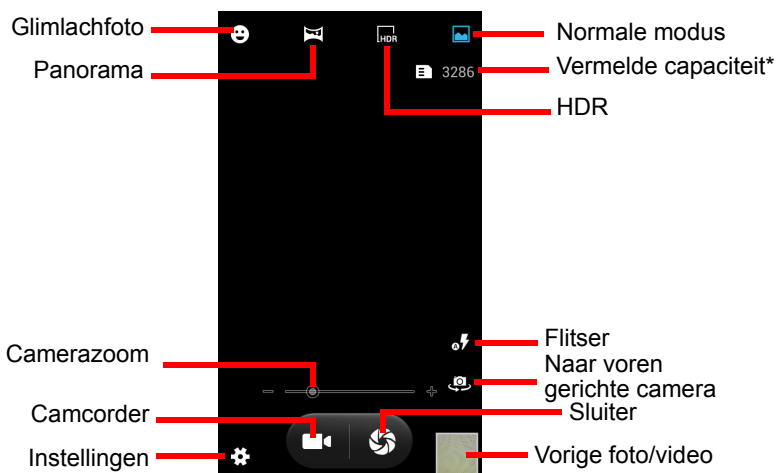 Glimlachfoto
Normale modus
HDR
Panorama
Vermelde capaciteit*
3286
HDR
Flitser
Camerazoom
Naar voren
gerichte camera
Camcorder
Sluiter
Instellingen
Vorige foto/video